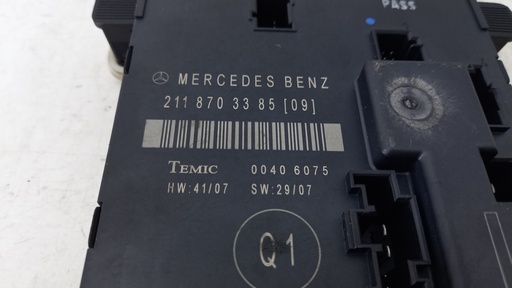 PASS
MERCEDES BENZ
211 870 33 85 [09]
TEMIC 0040 6075
HW:41/07 SW:29/07
Q1